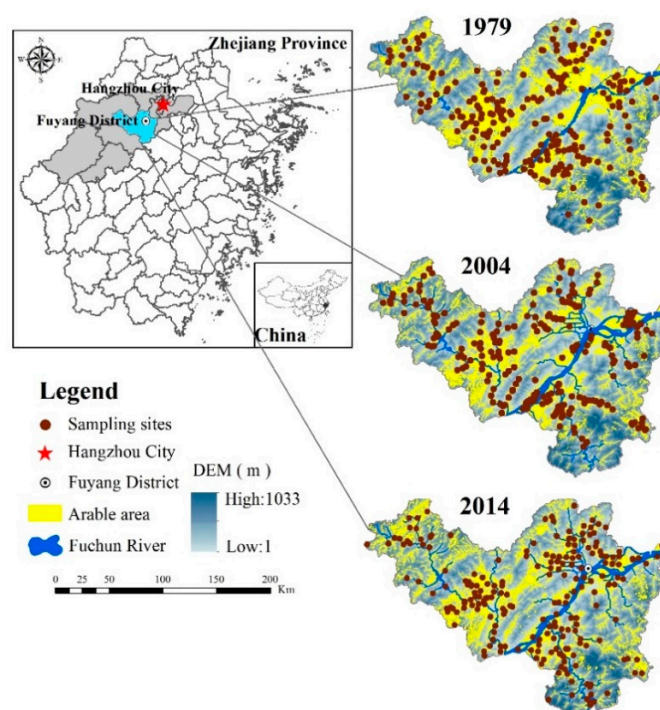 Zhejiang Province
N
W
E
S
Hangzhou City
Fuyang District
China
1979
2004
2014
Legend
Sampling sites
Hangzhou City
Fuyang District
Arable area
Fuchun River
DEM ( m )
High:1033
Low:1
0 25 50 100 150 200
Km